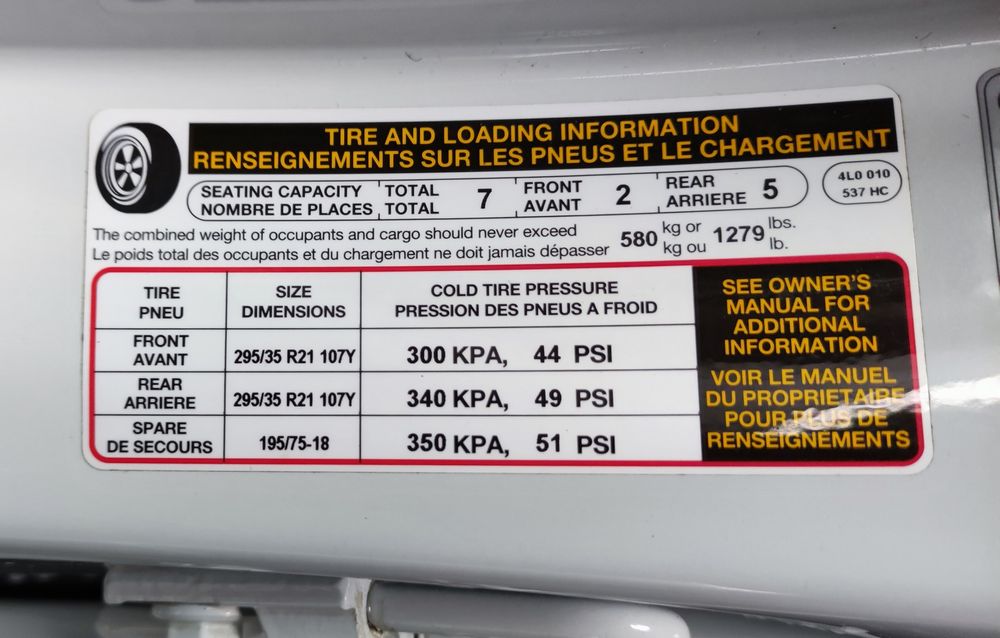 TIRE AND LOADING INFORMATION
RENSEIGNEMENTS SUR LES PNEUS ET LE CHARGEMENT
SEATING CAPACITY TOTAL 7 FRONT 2 REAR 5
NOMBRE DE PLACES TOTAL AVANT ARRIERE
4L0 010
537 HC
The combined weight of occupants and cargo should never exceed 580 kg or 1279 lbs.
Le poids total des occupants et du chargement ne doit jamais dépasser kg ou lb.
TIRE SIZE COLD TIRE PRESSURE
PNEU DIMENSIONS PRESSION DES PNEUS A FROID
FRONT
AVANT 295/35 R21 107Y 300 KPA, 44 PSI
REAR
ARRIERE 295/35 R21 107Y 340 KPA, 49 PSI
SPARE
DE SECOURS 195/75-18 350 KPA, 51 PSI
SEE OWNER'S
MANUAL FOR
ADDITIONAL
INFORMATION
VOIR LE MANUEL
DU PROPRIETAIRE
POUR PLUS DE
RENSEIGNEMENTS